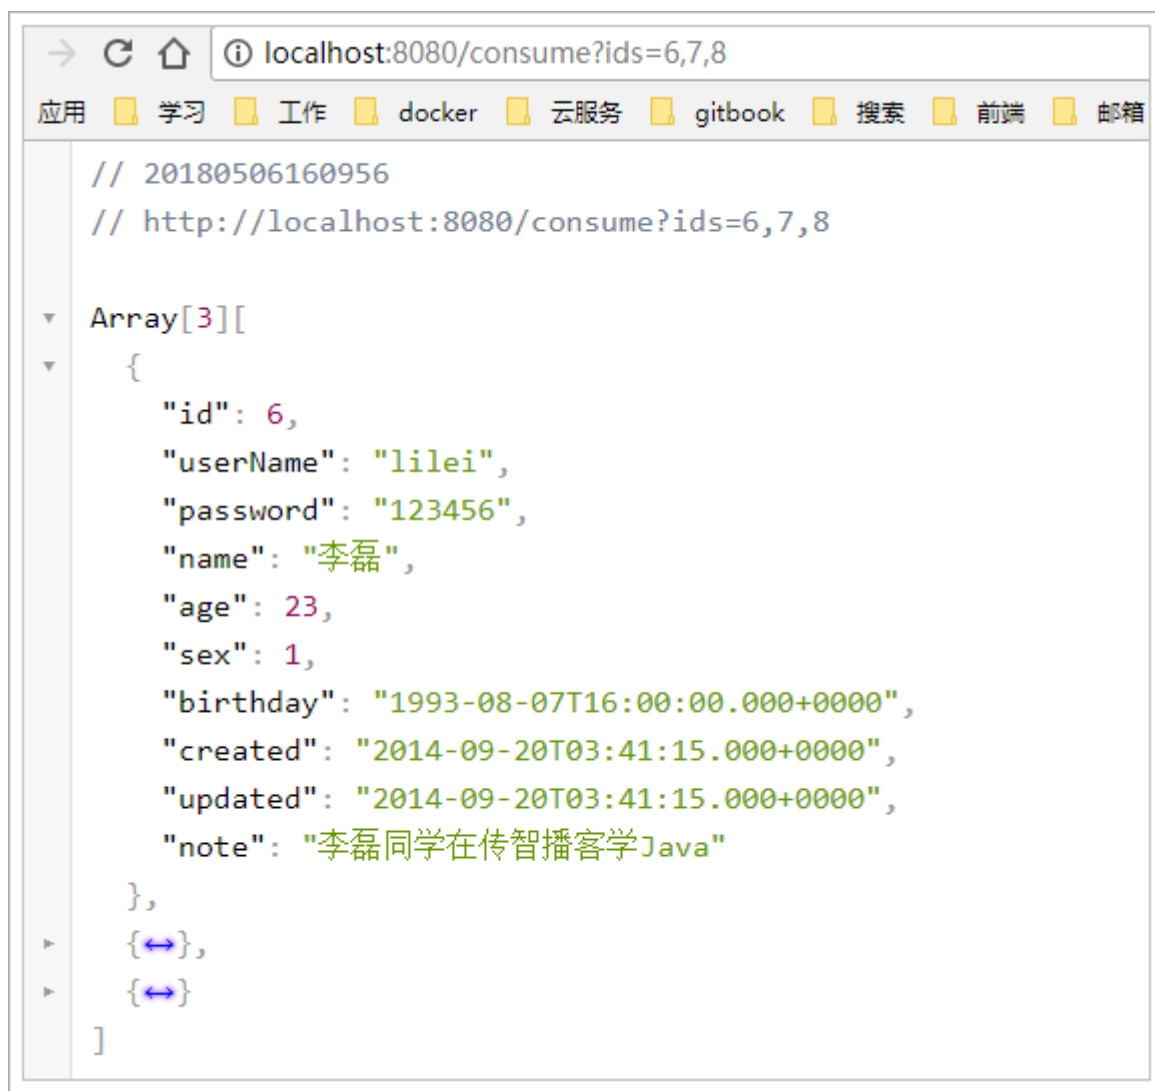 localhost:8080/consume?ids=6,7,8
应用 学习 工作 docker 云服务 gitbook 搜索 前端 邮箱
// 20180506160956
// http://localhost:8080/consume?ids=6,7,8
Array[3][
{
"id": 6,
"userName": "lilei",
"password": "123456",
"name": "李磊",
"age": 23,
"sex": 1,
"birthday": "1993-08-07T16:00:00.000+0000",
"created": "2014-09-20T03:41:15.000+0000",
"updated": "2014-09-20T03:41:15.000+0000",
"note": "李磊同学在传智播客学Java"
},
{↔},
{↔}
]